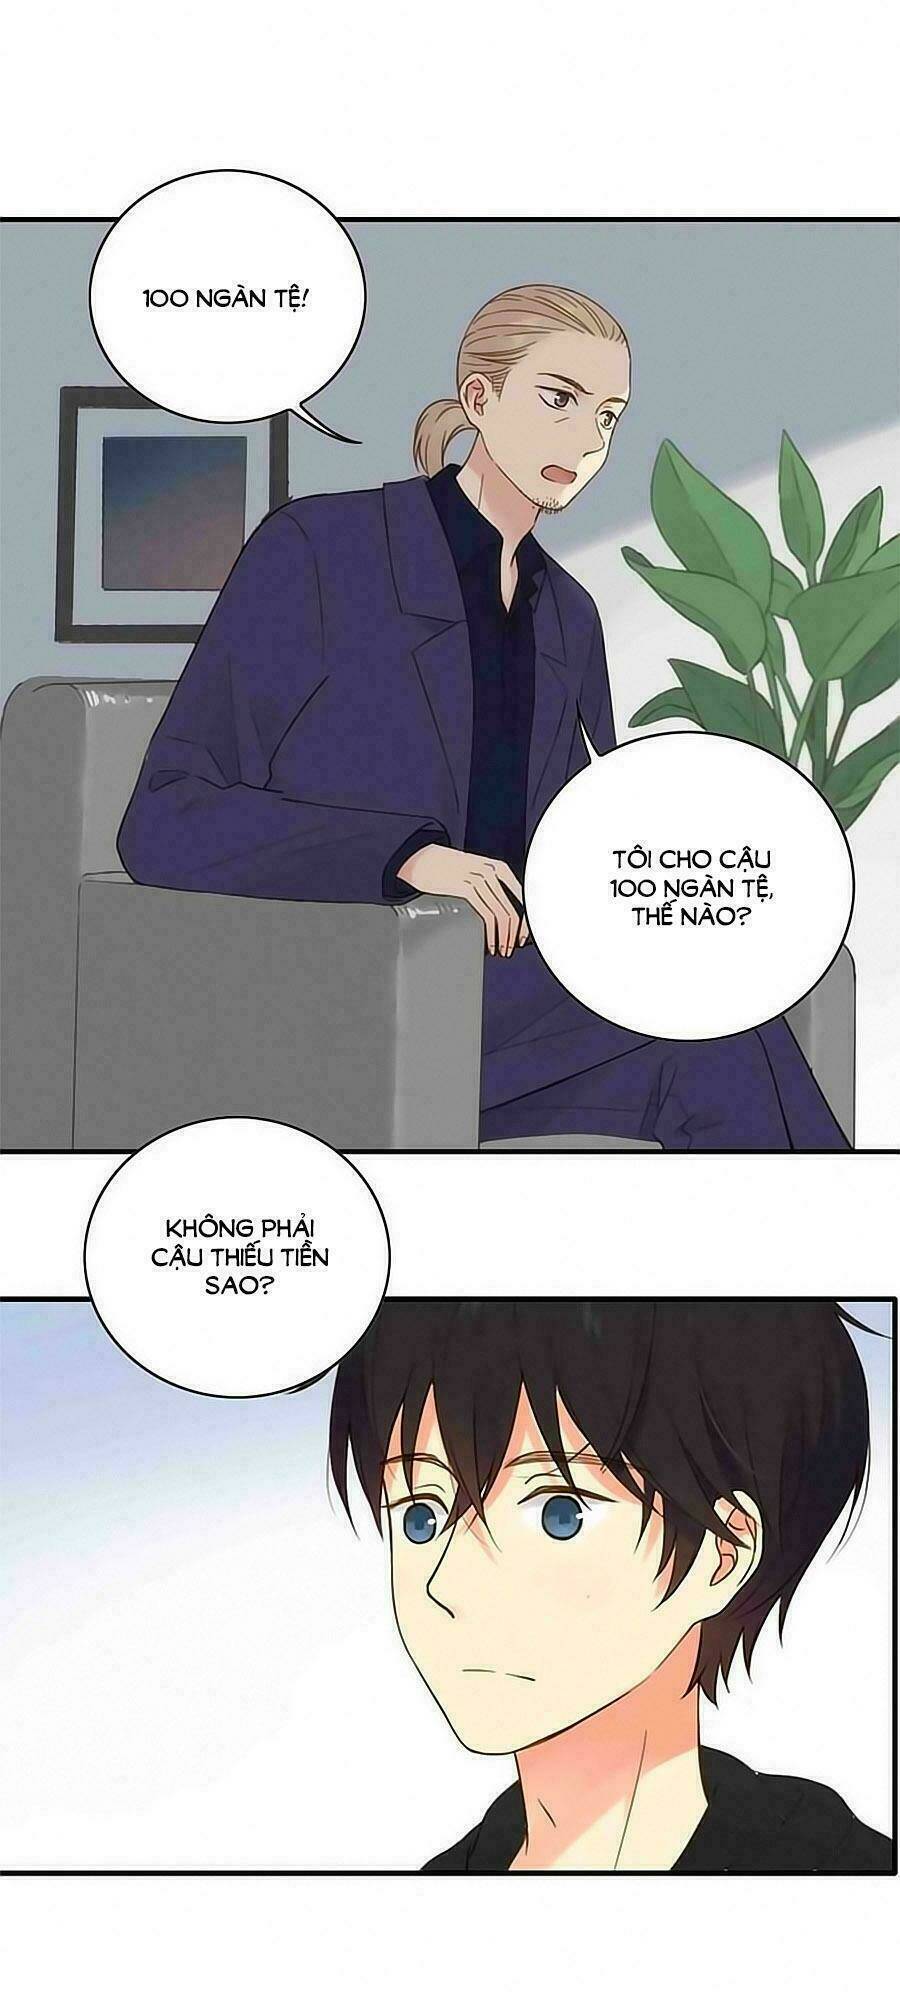 100 NGÀN TỆ!
TÔI CHO CẬU
100 NGÀN TỆ,
THẾ NÀO?
KHÔNG PHẢI
CẬU THIẾU TIỀN
SAO?